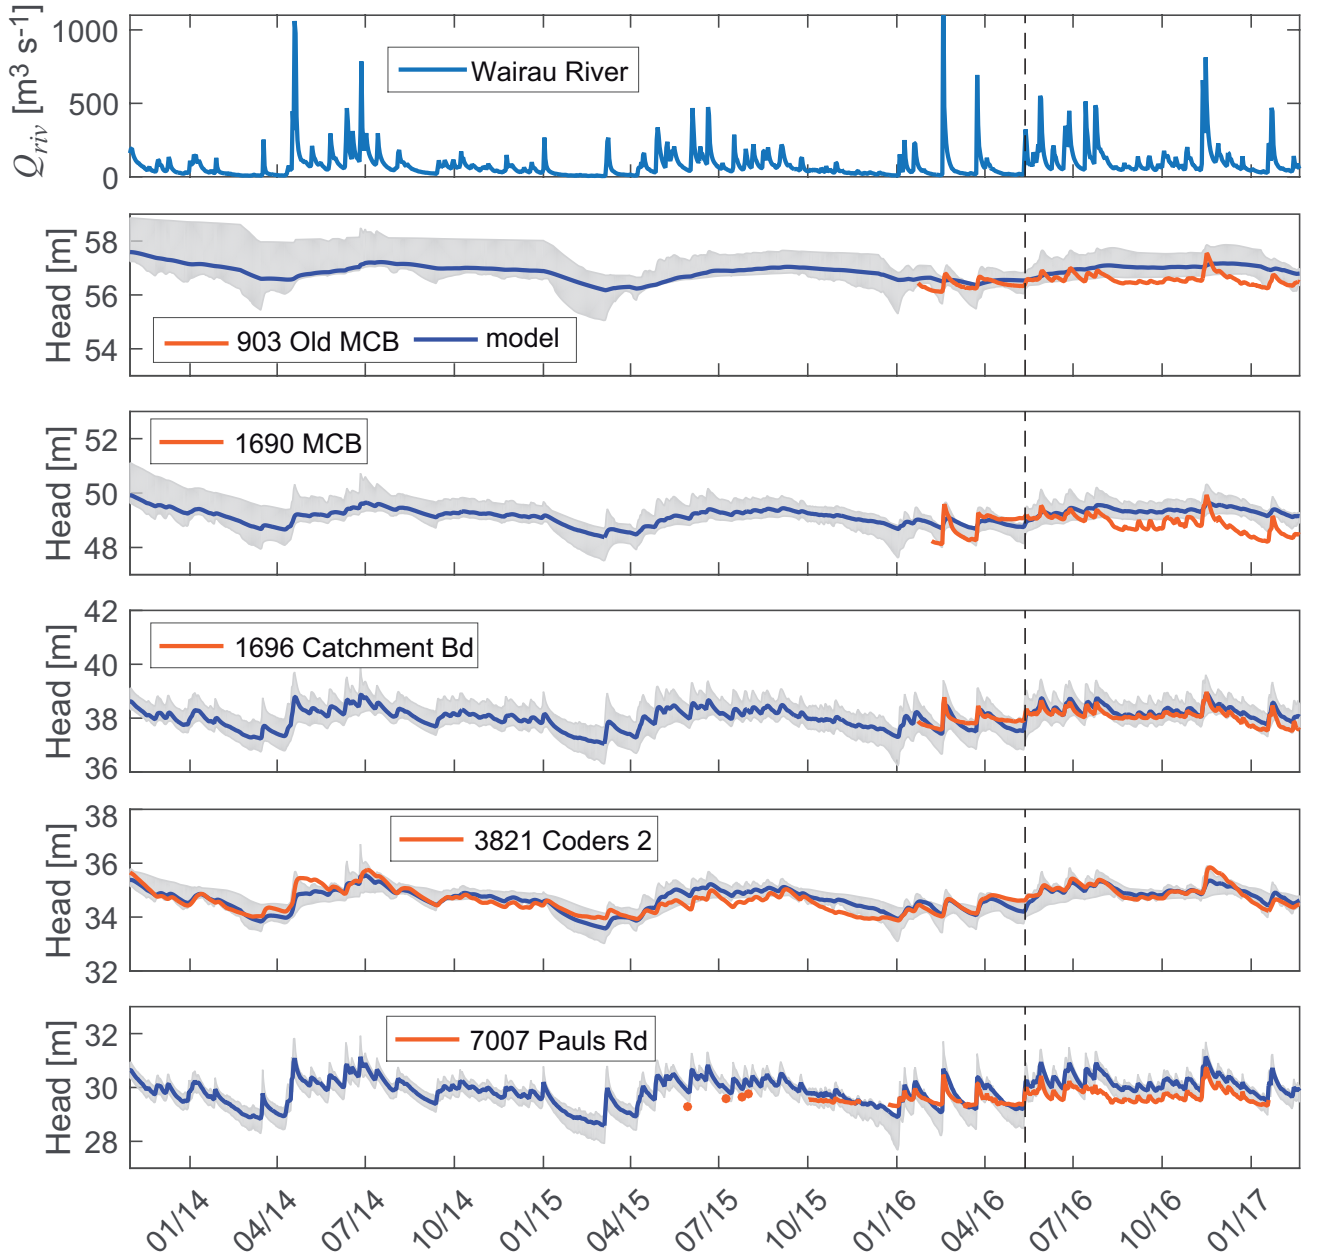 Qriv [m³ s-1]
1000
500
0
Wairau River
Head [m]
58
56
54
903 Old MCB
model
Head [m]
52
50
48
1690 MCB
Head [m]
42
40
38
36
1696 Catchment Bd
Head [m]
38
36
34
32
3821 Coders 2
Head [m]
32
30
28
7007 Pauls Rd
01/14
04/14
07/14
10/14
01/15
04/15
07/15
10/15
01/16
04/16
07/16
10/16
01/17